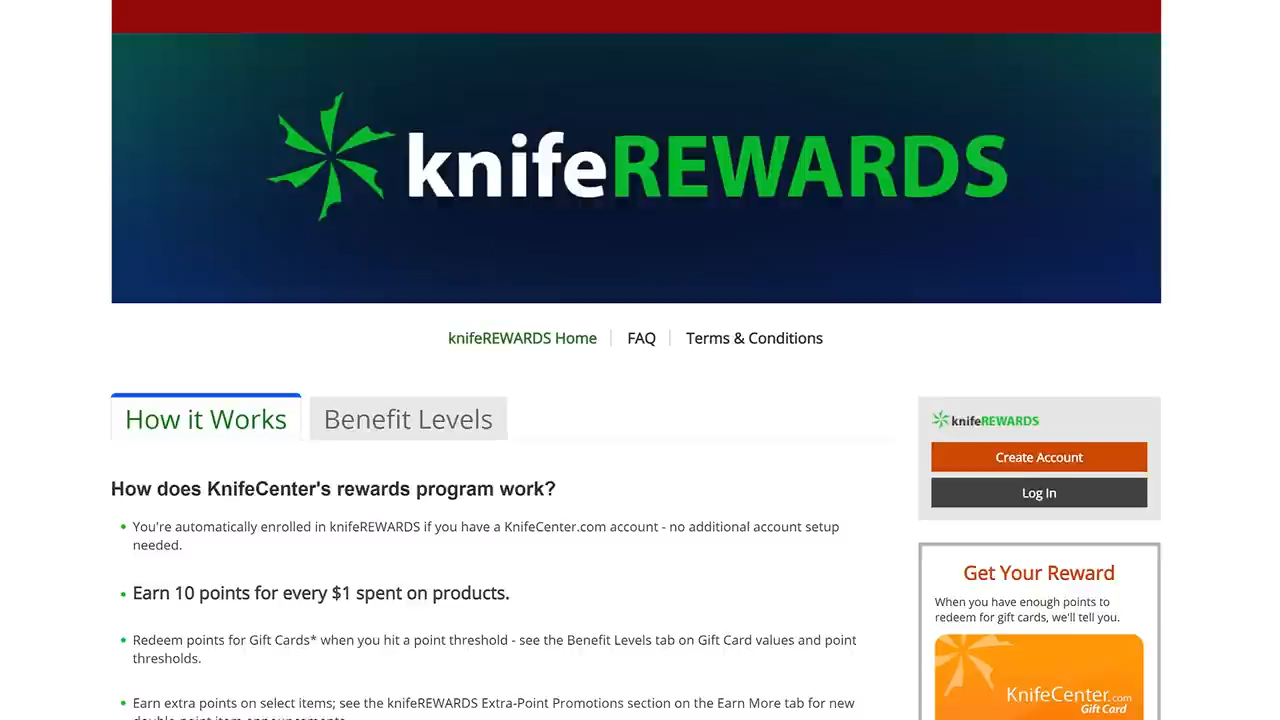 knifeREWARDS
knifeREWARDS Home
FAQ
Terms & Conditions
How it Works
Benefit Levels
How does KnifeCenter's rewards program work?
You're automatically enrolled in knifeREWARDS if you have a KnifeCenter.com account - no additional account setup
needed.
Earn 10 points for every $1 spent on products.
Redeem points for Gift Cards* when you hit a point threshold - see the Benefit Levels tab on Gift Card values and point
thresholds.
Earn extra points on select items; see the knifeREWARDS Extra-Point Promotions section on the Earn More tab for new
knifeREWARDS
Create Account
Log In
Get Your Reward
When you have enough points to
redeem for gift cards, we'll tell you.
KnifeCenter.com
Gift Card